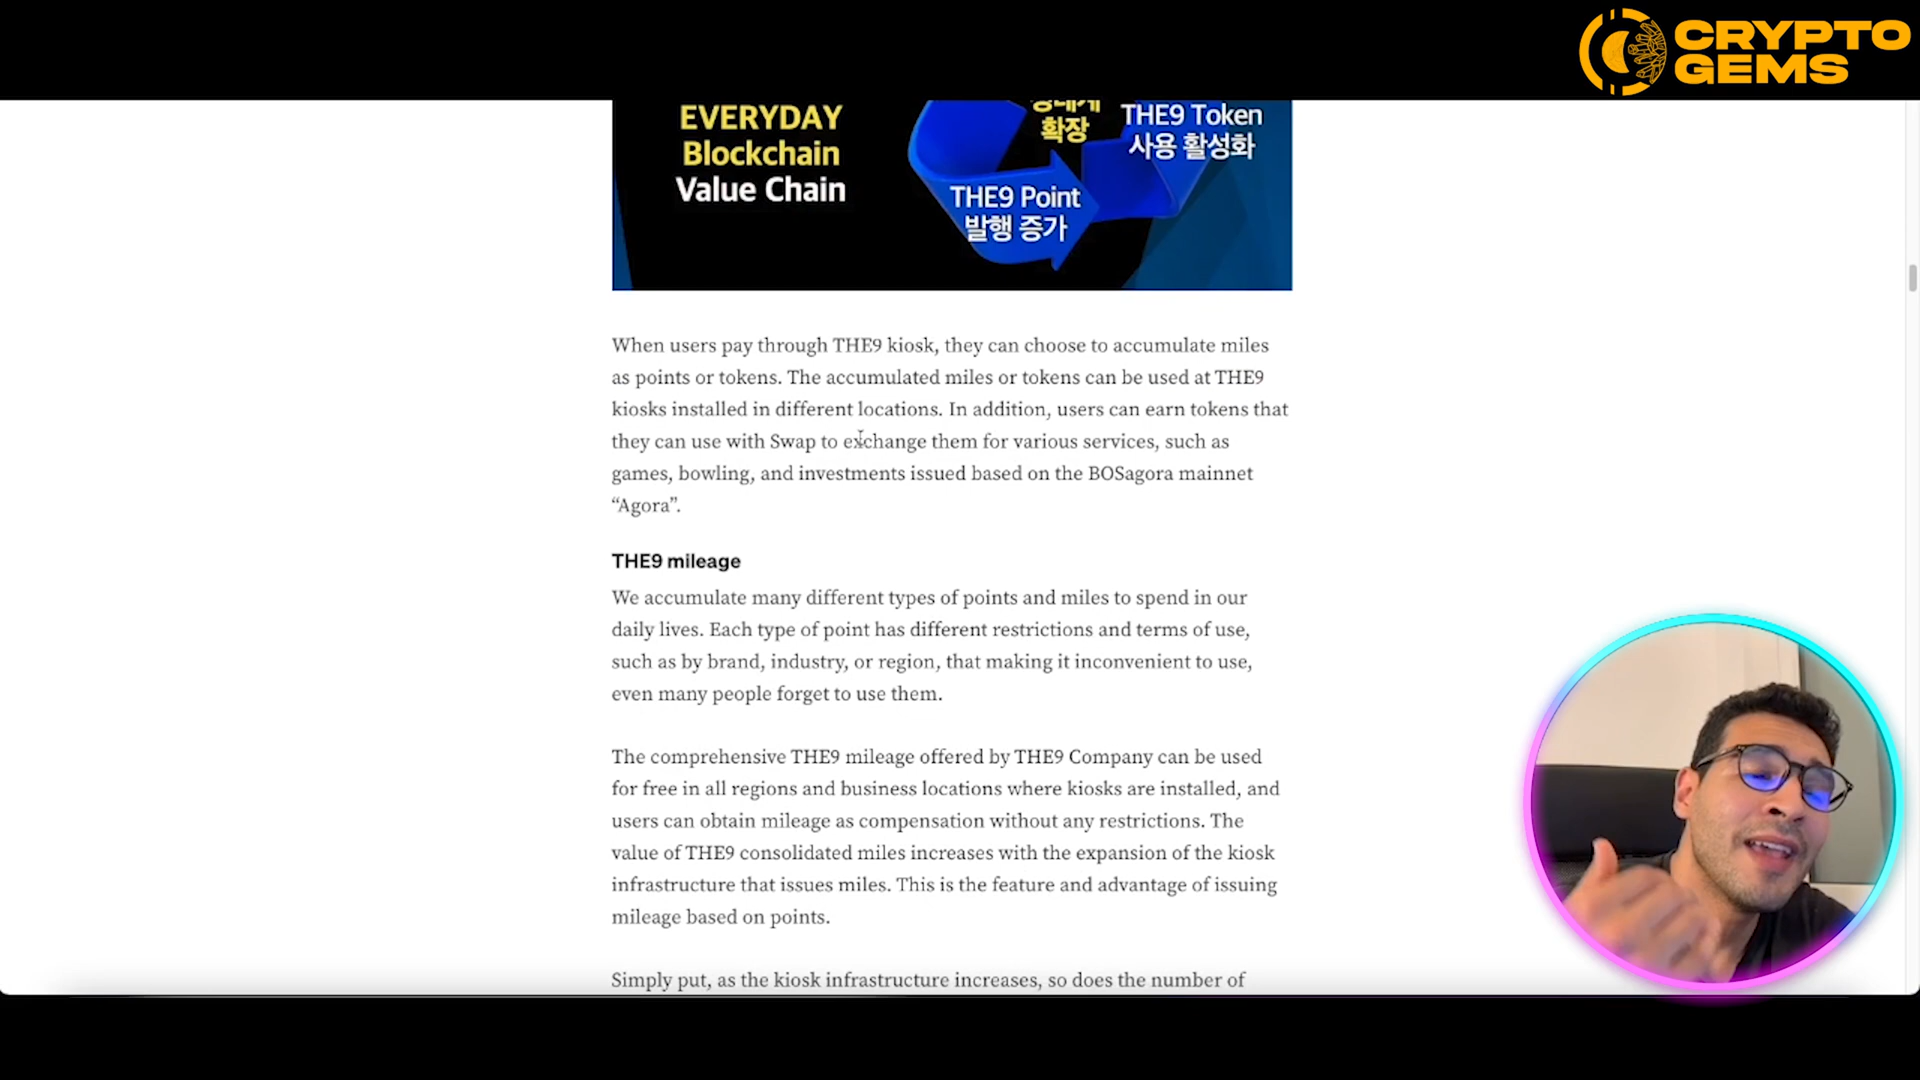 CRYPTO
GEMS
EVERYDAY
Blockchain
Value Chain
확장
THE9 Token
사용 활성화
THE9 Point
발행 증가
When users pay through THE9 kiosk, they can choose to accumulate miles
as points or tokens. The accumulated miles or tokens can be used at THE9
kiosks installed in different locations. In addition, users can earn tokens that
they can use with Swap to exchange them for various services, such as
games, bowling, and investments issued based on the BOSagora mainnet
“Agora”.
THE9 mileage
We accumulate many different types of points and miles to spend in our
daily lives. Each type of point has different restrictions and terms of use,
such as by brand, industry, or region, that making it inconvenient to use,
even many people forget to use them.
The comprehensive THE9 mileage offered by THE9 Company can be used
for free in all regions and business locations where kiosks are installed, and
users can obtain mileage as compensation without any restrictions. The
value of THE9 consolidated miles increases with the expansion of the kiosk
infrastructure that issues miles. This is the feature and advantage of issuing
mileage based on points.
Simply put, as the kiosk infrastructure increases, so does the number of